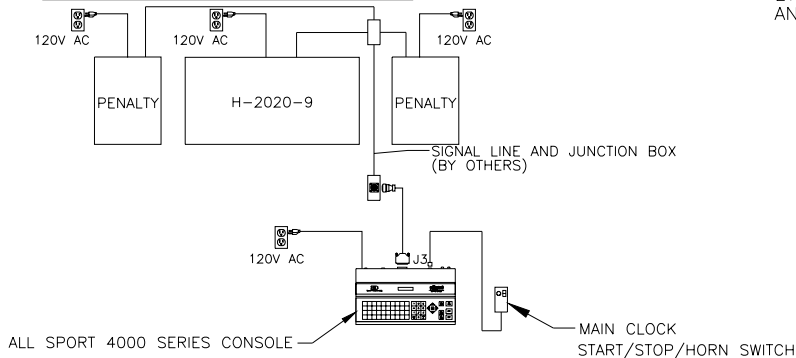 AN
120V AC
120V AC
120V AC
PENALTY
H-2020-9
PENALTY
SIGNAL LINE AND JUNCTION BOX
(BY OTHERS)
120V AC
J3
ALL SPORT 4000 SERIES CONSOLE
MAIN CLOCK
START/STOP/HORN SWITCH